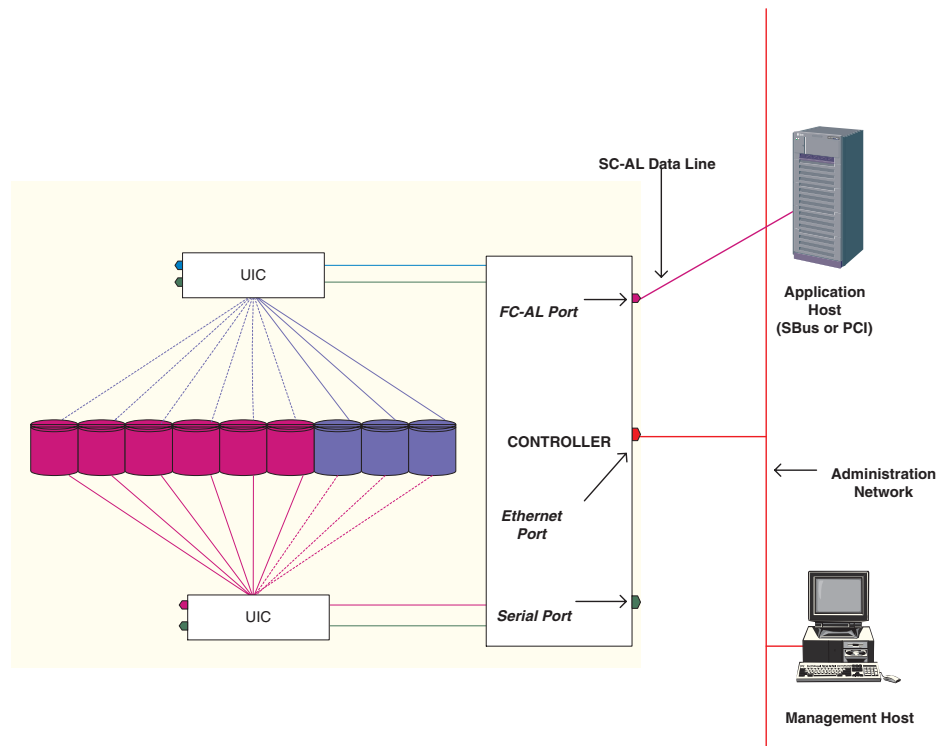 SC-AL Data Line
UIC
FC-AL Port
Application
Host
(SBus or PCI)
CONTROLLER
Administration
Network
Ethernet
Port
UIC
Serial Port
Management Host